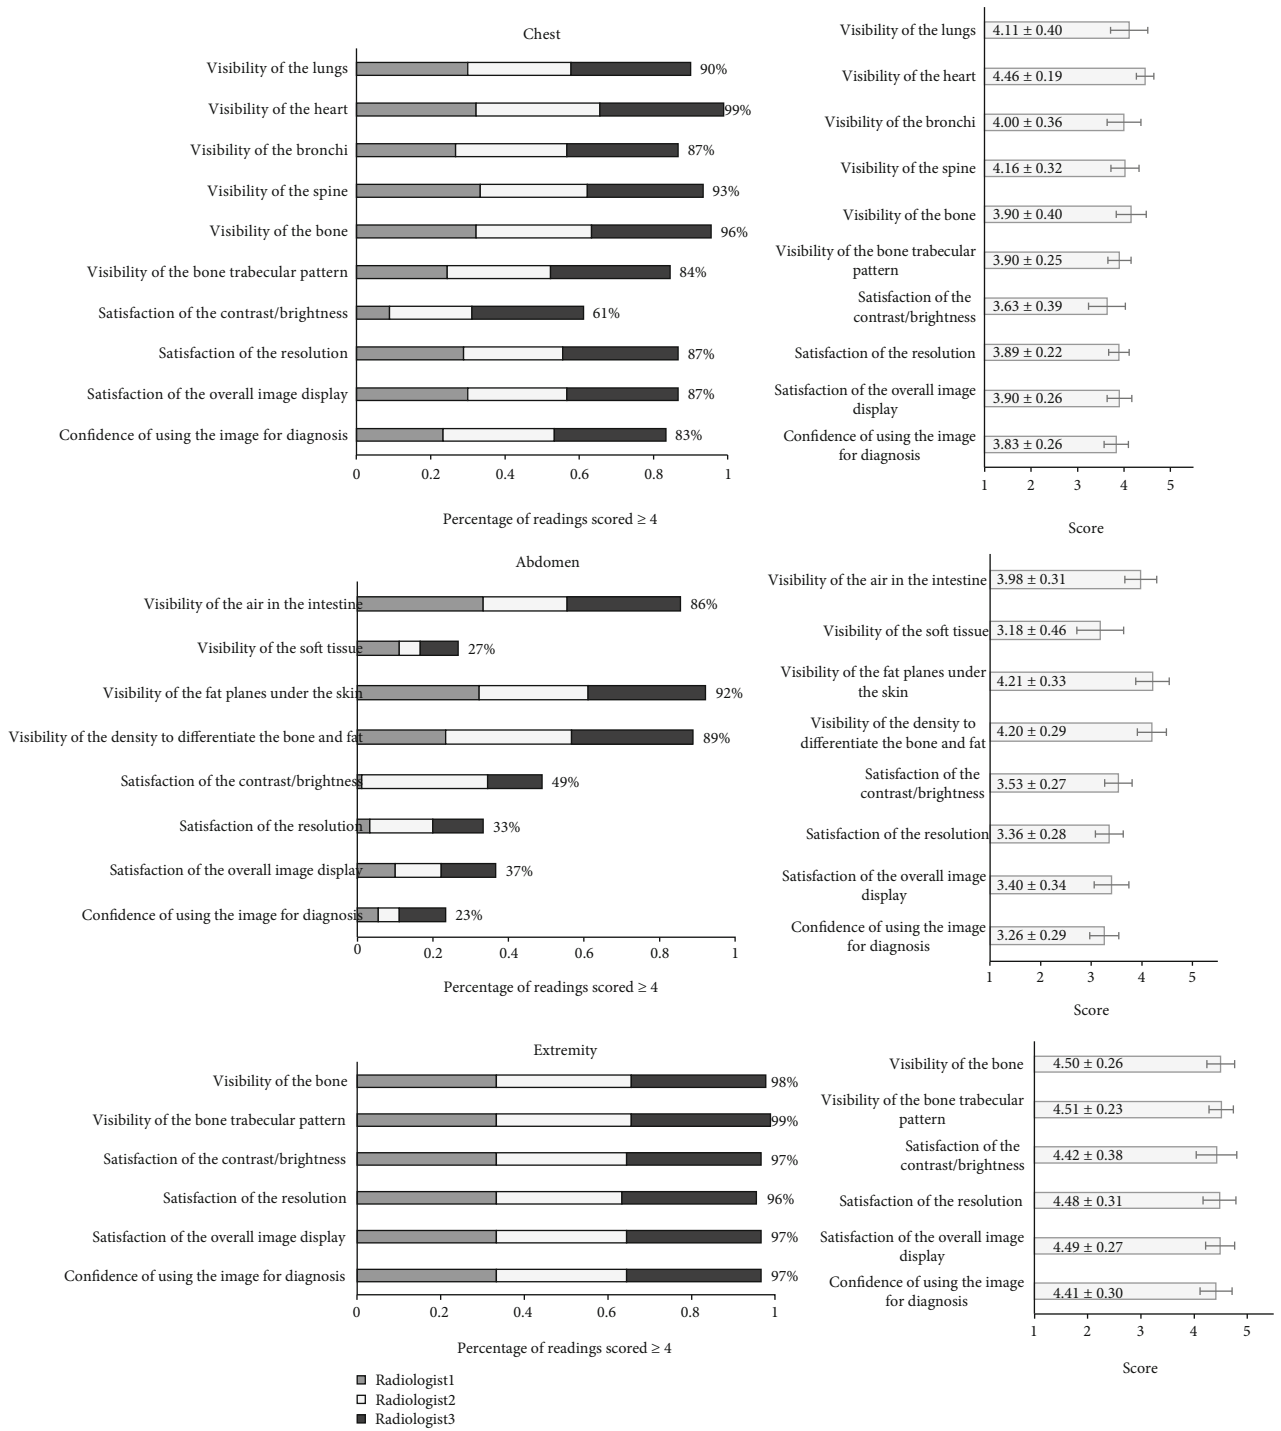 Chest
Visibility of the lungs 90%
Visibility of the heart 99%
Visibility of the bronchi 87%
Visibility of the spine 93%
Visibility of the bone 96%
Visibility of the bone trabecular pattern 84%
Satisfaction of the contrast/brightness 61%
Satisfaction of the resolution 87%
Satisfaction of the overall image display 87%
Confidence of using the image for diagnosis 83%
0 0.2 0.4 0.6 0.8 1
Percentage of readings scored ≥ 4
Visibility of the lungs 4.11 ± 0.40
Visibility of the heart 4.46 ± 0.19
Visibility of the bronchi 4.00 ± 0.36
Visibility of the spine 4.16 ± 0.32
Visibility of the bone 3.90 ± 0.40
Visibility of the bone trabecular
pattern 3.90 ± 0.25
Satisfaction of the
contrast/brightness 3.63 ± 0.39
Satisfaction of the resolution 3.89 ± 0.22
Satisfaction of the overall image
display 3.90 ± 0.26
Confidence of using the image
for diagnosis 3.83 ± 0.26
1 2 3 4 5
Score
Abdomen
Visibility of the air in the intestine 86%
Visibility of the soft tissue 27%
Visibility of the fat planes under the skin 92%
Visibility of the density to differentiate the bone and fat 89%
Satisfaction of the contrast/brightness 49%
Satisfaction of the resolution 33%
Satisfaction of the overall image display 37%
Confidence of using the image for diagnosis 23%
0 0.2 0.4 0.6 0.8 1
Percentage of readings scored ≥ 4
Visibility of the air in the intestine 3.98 ± 0.31
Visibility of the soft tissue 3.18 ± 0.46
Visibility of the fat planes under
the skin 4.21 ± 0.33
Visibility of the density to
differentiate the bone and fat 4.20 ± 0.29
Satisfaction of the
contrast/brightness 3.53 ± 0.27
Satisfaction of the resolution 3.36 ± 0.28
Satisfaction of the overall image
display 3.40 ± 0.34
Confidence of using the image
for diagnosis 3.26 ± 0.29
1 2 3 4 5
Score
Extremity
Visibility of the bone 98%
Visibility of the bone trabecular pattern 99%
Satisfaction of the contrast/brightness 97%
Satisfaction of the resolution 96%
Satisfaction of the overall image display 97%
Confidence of using the image for diagnosis 97%
0 0.2 0.4 0.6 0.8 1
Percentage of readings scored ≥ 4
Radiologist1
Radiologist2
Radiologist3
Visibility of the bone 4.50 ± 0.26
Visibility of the bone trabecular
pattern 4.51 ± 0.23
Satisfaction of the
contrast/brightness 4.42 ± 0.38
Satisfaction of the resolution 4.48 ± 0.31
Satisfaction of the overall image
display 4.49 ± 0.27
Confidence of using the image
for diagnosis 4.41 ± 0.30
1 2 3 4 5
Score